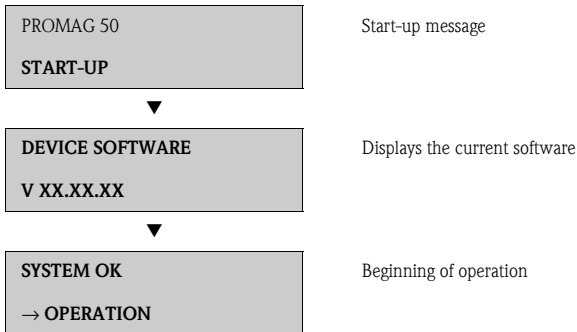 PROMAG 50
Start-up message
START-UP
▼
DEVICE SOFTWARE
Displays the current software
V XX.XX.XX
▼
SYSTEM OK
Beginning of operation
→ OPERATION